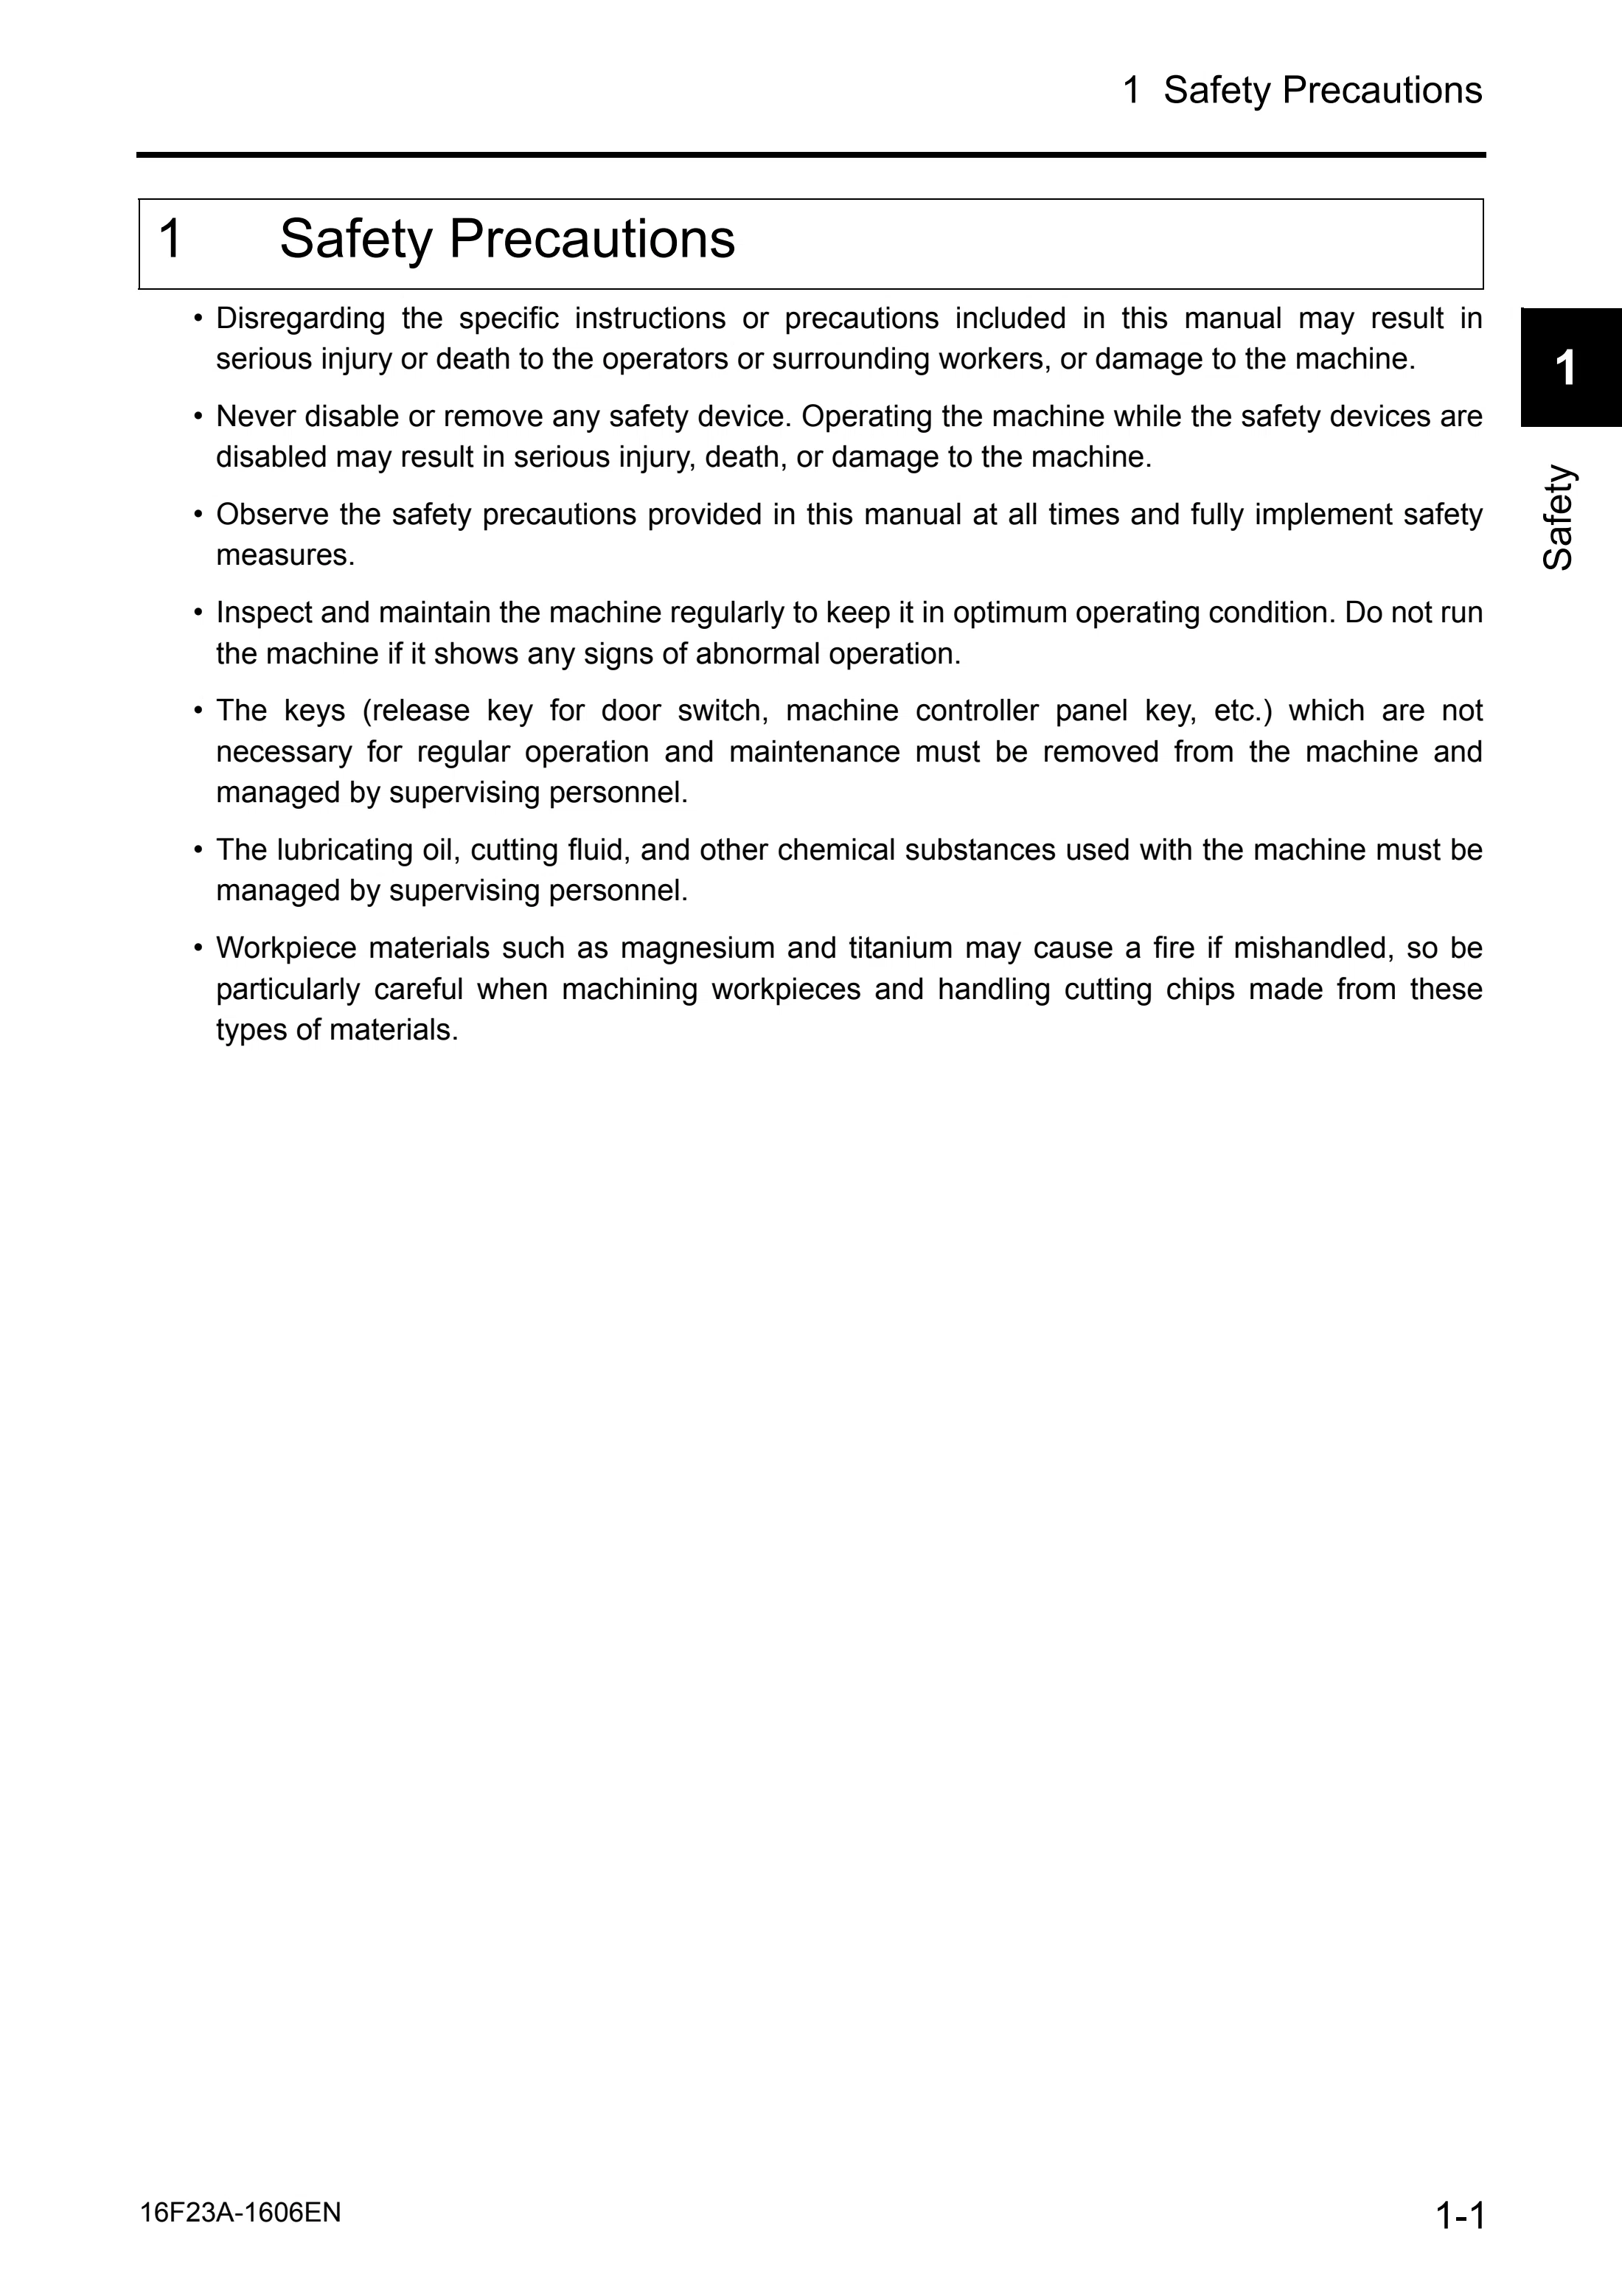 1 Safety Precautions
1 Safety Precautions
• Disregarding the specific instructions or precautions included in this manual may result in
serious injury or death to the operators or surrounding workers, or damage to the machine.
• Never disable or remove any safety device. Operating the machine while the safety devices are
disabled may result in serious injury, death, or damage to the machine.
• Observe the safety precautions provided in this manual at all times and fully implement safety
measures.
• Inspect and maintain the machine regularly to keep it in optimum operating condition. Do not run
the machine if it shows any signs of abnormal operation.
• The keys (release key for door switch, machine controller panel key, etc.) which are not
necessary for regular operation and maintenance must be removed from the machine and
managed by supervising personnel.
• The lubricating oil, cutting fluid, and other chemical substances used with the machine must be
managed by supervising personnel.
• Workpiece materials such as magnesium and titanium may cause a fire if mishandled, so be
particularly careful when machining workpieces and handling cutting chips made from these
types of materials.
1
Safety
16F23A-1606EN
1-1